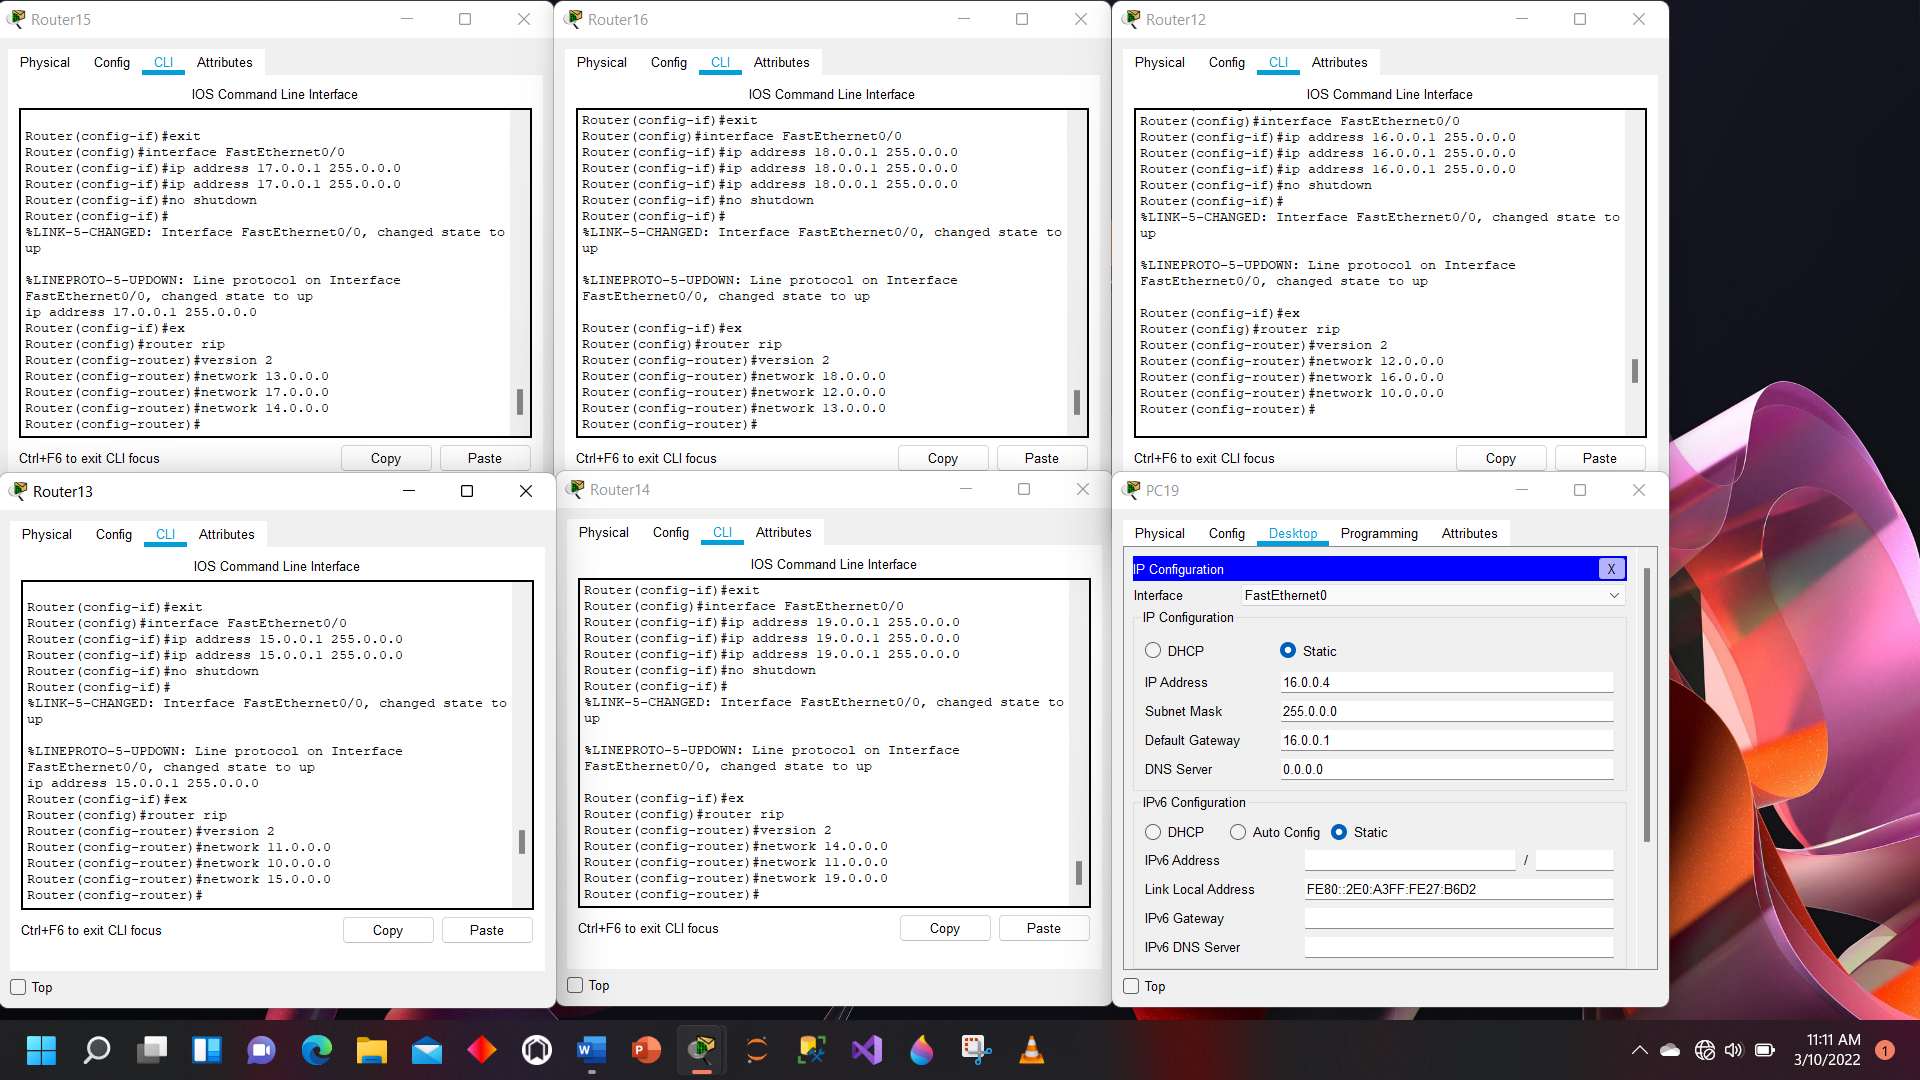 Router15
Physical Config CLI Attributes
IOS Command Line Interface
Router(config-if)#exit
Router(config)#interface FastEthernet0/0
Router(config-if)#ip address 17.0.0.1 255.0.0.0
Router(config-if)#ip address 17.0.0.1 255.0.0.0
Router(config-if)#no shutdown
Router(config-if)#
%LINK-5-CHANGED: Interface FastEthernet0/0, changed state to
up
%LINEPROTO-5-UPDOWN: Line protocol on Interface
FastEthernet0/0, changed state to up
ip address 17.0.0.1 255.0.0.0
Router(config-if)#ex
Router(config)#router rip
Router(config-router)#version 2
Router(config-router)#network 13.0.0.0
Router(config-router)#network 17.0.0.0
Router(config-router)#network 14.0.0.0
Router(config-router)#
Ctrl+F6 to exit CLI focus
Copy Paste
Router16
Physical Config CLI Attributes
IOS Command Line Interface
Router(config-if)#exit
Router(config)#interface FastEthernet0/0
Router(config-if)#ip address 18.0.0.1 255.0.0.0
Router(config-if)#ip address 18.0.0.1 255.0.0.0
Router(config-if)#ip address 18.0.0.1 255.0.0.0
Router(config-if)#no shutdown
Router(config-if)#
%LINK-5-CHANGED: Interface FastEthernet0/0, changed state to
up
%LINEPROTO-5-UPDOWN: Line protocol on Interface
FastEthernet0/0, changed state to up
Router(config-if)#ex
Router(config)#router rip
Router(config-router)#version 2
Router(config-router)#network 18.0.0.0
Router(config-router)#network 12.0.0.0
Router(config-router)#network 13.0.0.0
Router(config-router)#
Ctrl+F6 to exit CLI focus
Copy Paste
Router12
Physical Config CLI Attributes
IOS Command Line Interface
Router(config)#interface FastEthernet0/0
Router(config-if)#ip address 16.0.0.1 255.0.0.0
Router(config-if)#ip address 16.0.0.1 255.0.0.0
Router(config-if)#ip address 16.0.0.1 255.0.0.0
Router(config-if)#no shutdown
Router(config-if)#
%LINK-5-CHANGED: Interface FastEthernet0/0, changed state to
up
%LINEPROTO-5-UPDOWN: Line protocol on Interface
FastEthernet0/0, changed state to up
Router(config-if)#ex
Router(config)#router rip
Router(config-router)#version 2
Router(config-router)#network 12.0.0.0
Router(config-router)#network 16.0.0.0
Router(config-router)#network 10.0.0.0
Router(config-router)#
Ctrl+F6 to exit CLI focus
Copy Paste
Router13
Physical Config CLI Attributes
IOS Command Line Interface
Router(config-if)#exit
Router(config)#interface FastEthernet0/0
Router(config-if)#ip address 15.0.0.1 255.0.0.0
Router(config-if)#ip address 15.0.0.1 255.0.0.0
Router(config-if)#no shutdown
Router(config-if)#
%LINK-5-CHANGED: Interface FastEthernet0/0, changed state to
up
%LINEPROTO-5-UPDOWN: Line protocol on Interface
FastEthernet0/0, changed state to up
ip address 15.0.0.1 255.0.0.0
Router(config-if)#ex
Router(config)#router rip
Router(config-router)#version 2
Router(config-router)#network 11.0.0.0
Router(config-router)#network 10.0.0.0
Router(config-router)#network 15.0.0.0
Router(config-router)#
Ctrl+F6 to exit CLI focus
Copy Paste
Top
Router14
Physical Config CLI Attributes
IOS Command Line Interface
Router(config-if)#exit
Router(config)#interface FastEthernet0/0
Router(config-if)#ip address 19.0.0.1 255.0.0.0
Router(config-if)#ip address 19.0.0.1 255.0.0.0
Router(config-if)#ip address 19.0.0.1 255.0.0.0
Router(config-if)#no shutdown
Router(config-if)#
%LINK-5-CHANGED: Interface FastEthernet0/0, changed state to
up
%LINEPROTO-5-UPDOWN: Line protocol on Interface
FastEthernet0/0, changed state to up
Router(config-if)#ex
Router(config)#router rip
Router(config-router)#version 2
Router(config-router)#network 14.0.0.0
Router(config-router)#network 11.0.0.0
Router(config-router)#network 19.0.0.0
Router(config-router)#
Ctrl+F6 to exit CLI focus
Copy Paste
Top
PC19
Physical Config Desktop Programming Attributes
IP Configuration X
Interface FastEthernet0
IP Configuration
DHCP Static
IP Address 16.0.0.4
Subnet Mask 255.0.0.0
Default Gateway 16.0.0.1
DNS Server 0.0.0.0
IPv6 Configuration
DHCP Auto Config Static
IPv6 Address /
Link Local Address FE80::2E0:A3FF:FE27:B6D2
IPv6 Gateway
IPv6 DNS Server
Top
11:11 AM
3/10/2022
1